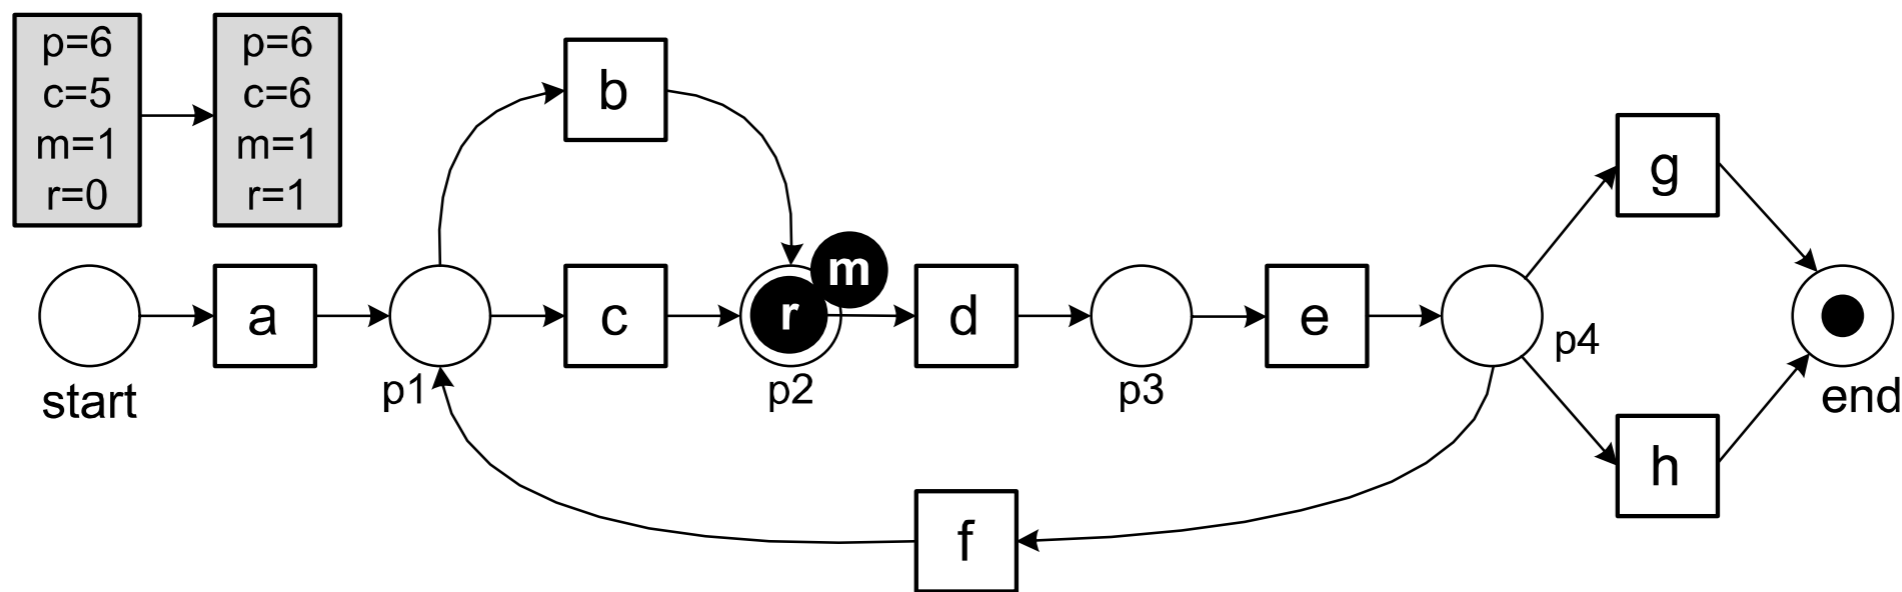 p=6
c=5
m=1
r=0
p=6
c=6
m=1
r=1
b
g
m
a
c
r
d
e
start
p1
p2
p3
p4
end
h
f